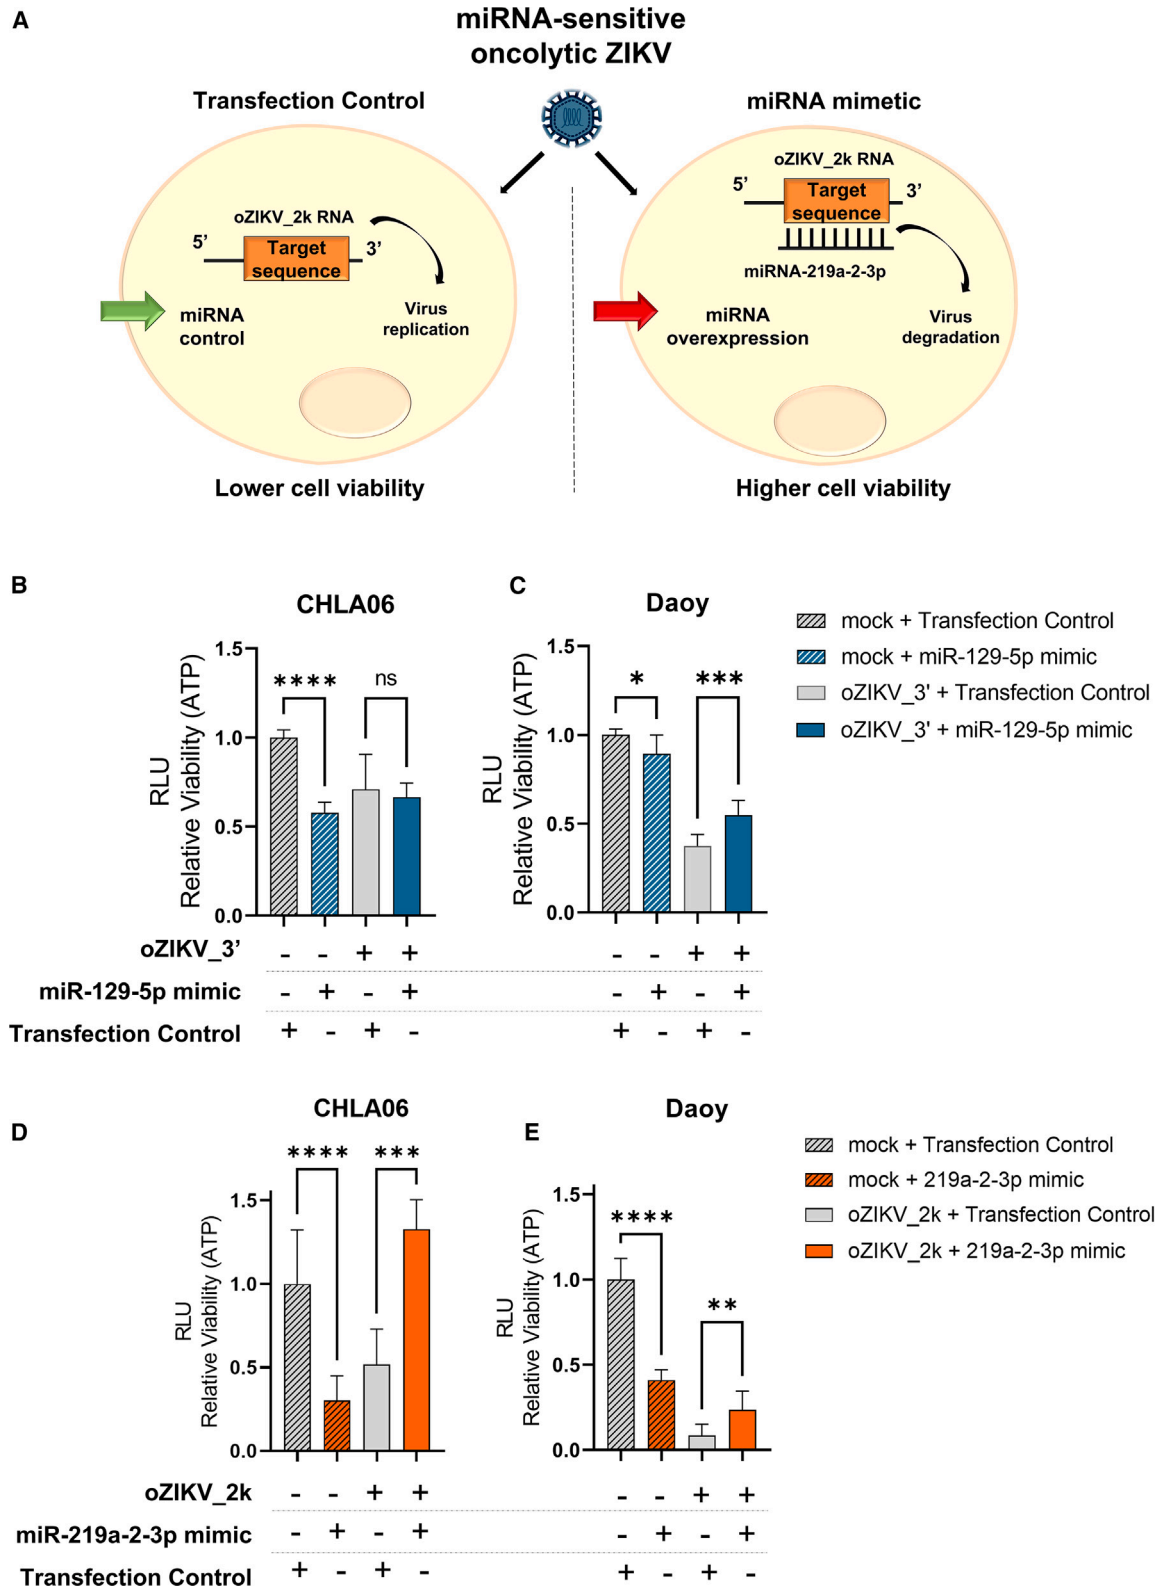 A
miRNA-sensitive
oncolytic ZIKV
Transfection Control
miRNA mimetic
oZIKV_2k RNA
5’
Target
sequence
3’
miRNA
control
Virus
replication
oZIKV_2k RNA
5’
Target
sequence
3’
miRNA-219a-2-3p
miRNA
overexpression
Virus
degradation
Lower cell viability
Higher cell viability
B
CHLA06
RLU
Relative Viability (ATP)
1.5
1.0
0.5
0.0
****
ns
C
Daoy
RLU
Relative Viability (ATP)
1.5
1.0
0.5
0.0
*
***
mock + Transfection Control
mock + miR-129-5p mimic
oZIKV_3' + Transfection Control
oZIKV_3' + miR-129-5p mimic
oZIKV_3’ - - + + - - + +
miR-129-5p mimic - + - + - + - +
Transfection Control + - + - + - + -
D
CHLA06
RLU
Relative Viability (ATP)
1.5
1.0
0.5
0.0
****
***
E
Daoy
RLU
Relative Viability (ATP)
1.5
1.0
0.5
0.0
****
**
mock + Transfection Control
mock + 219a-2-3p mimic
oZIKV_2k + Transfection Control
oZIKV_2k + 219a-2-3p mimic
oZIKV_2k - - + + - - + +
miR-219a-2-3p mimic - + - + - + - +
Transfection Control + - + - + - + -